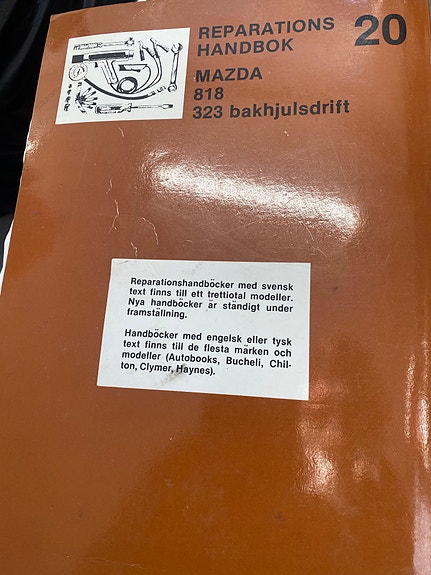 REPARATIONS
HANDBOK
20
MAZDA
818
323 bakhjulsdrift
Reparationshandböcker med svensk
text finns till ett trettiotal modeller.
Nya handböcker är ständigt under
framställning.
Handböcker med engelsk eller tysk
text finns till de flesta märken och
modeller (Autobooks, Bucheli, Chil-
ton, Clymer, Haynes).